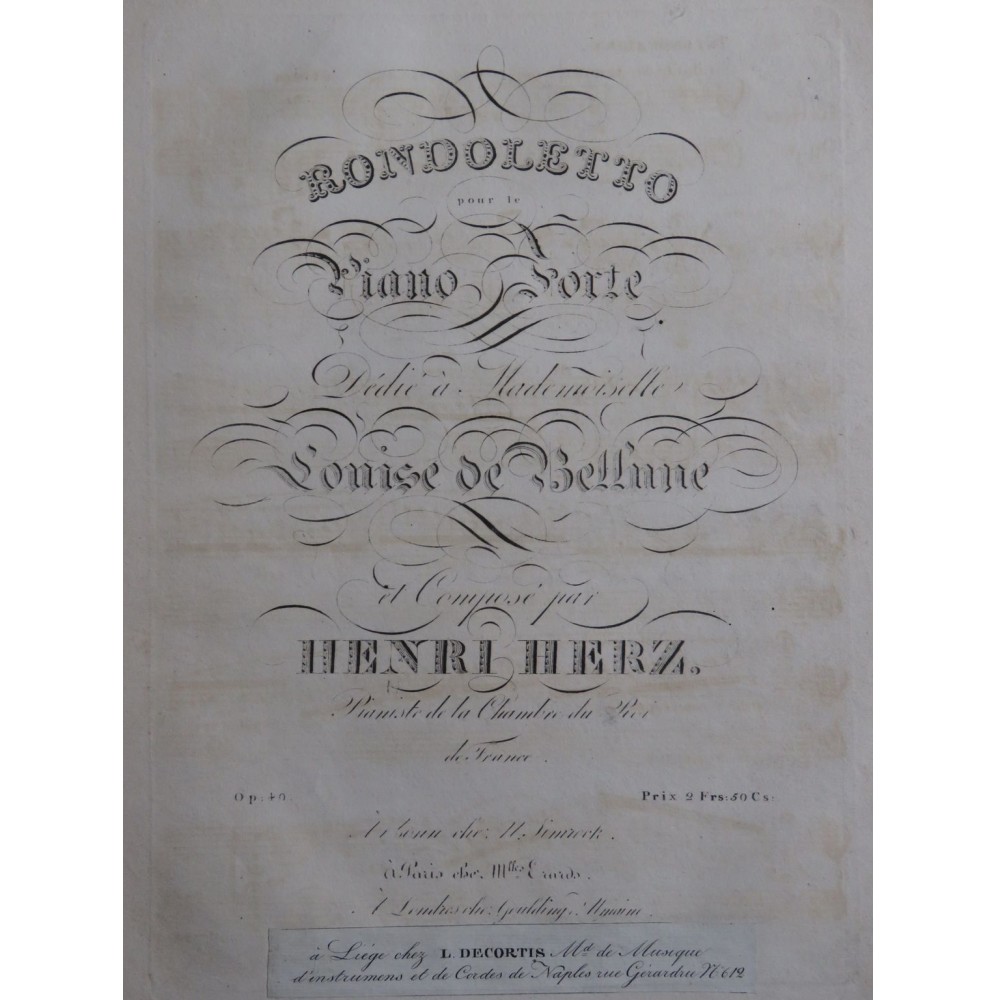 RONDOLETTO
pour le
Piano Forte
Dédié à Mademoiselle
Louise de Bellune
et Composé par
HENRI HERZ.
Pianiste de la Chambre du Roi
de France.
Op: 40. Prix 2 Frs: 50 Cs:
À Bonn chez N. Simrock.
à Paris chez Mlles Erards.
À Londres chez Goulding, Almaine.
à Liège chez L. DECORTIS Md de Musique
d'instrumens et de Cordes de Naples rue Gérardrie No 612